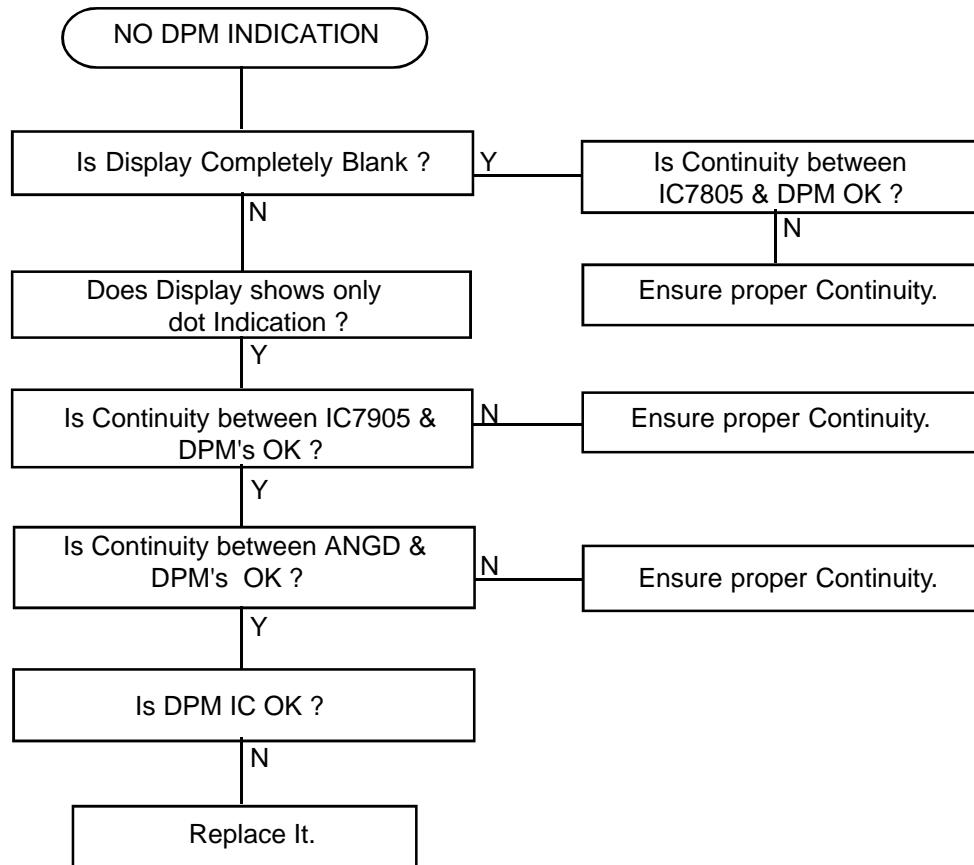 NO DPM INDICATION
Is Display Completely Blank ?
Y
Is Continuity between
IC7805 & DPM OK ?
N
N
Ensure proper Continuity.
Does Display shows only
dot Indication ?
Y
Is Continuity between IC7905 &
DPM's OK ?
N
Ensure proper Continuity.
Y
Is Continuity between ANGD &
DPM's OK ?
N
Ensure proper Continuity.
Y
Is DPM IC OK ?
N
Replace It.